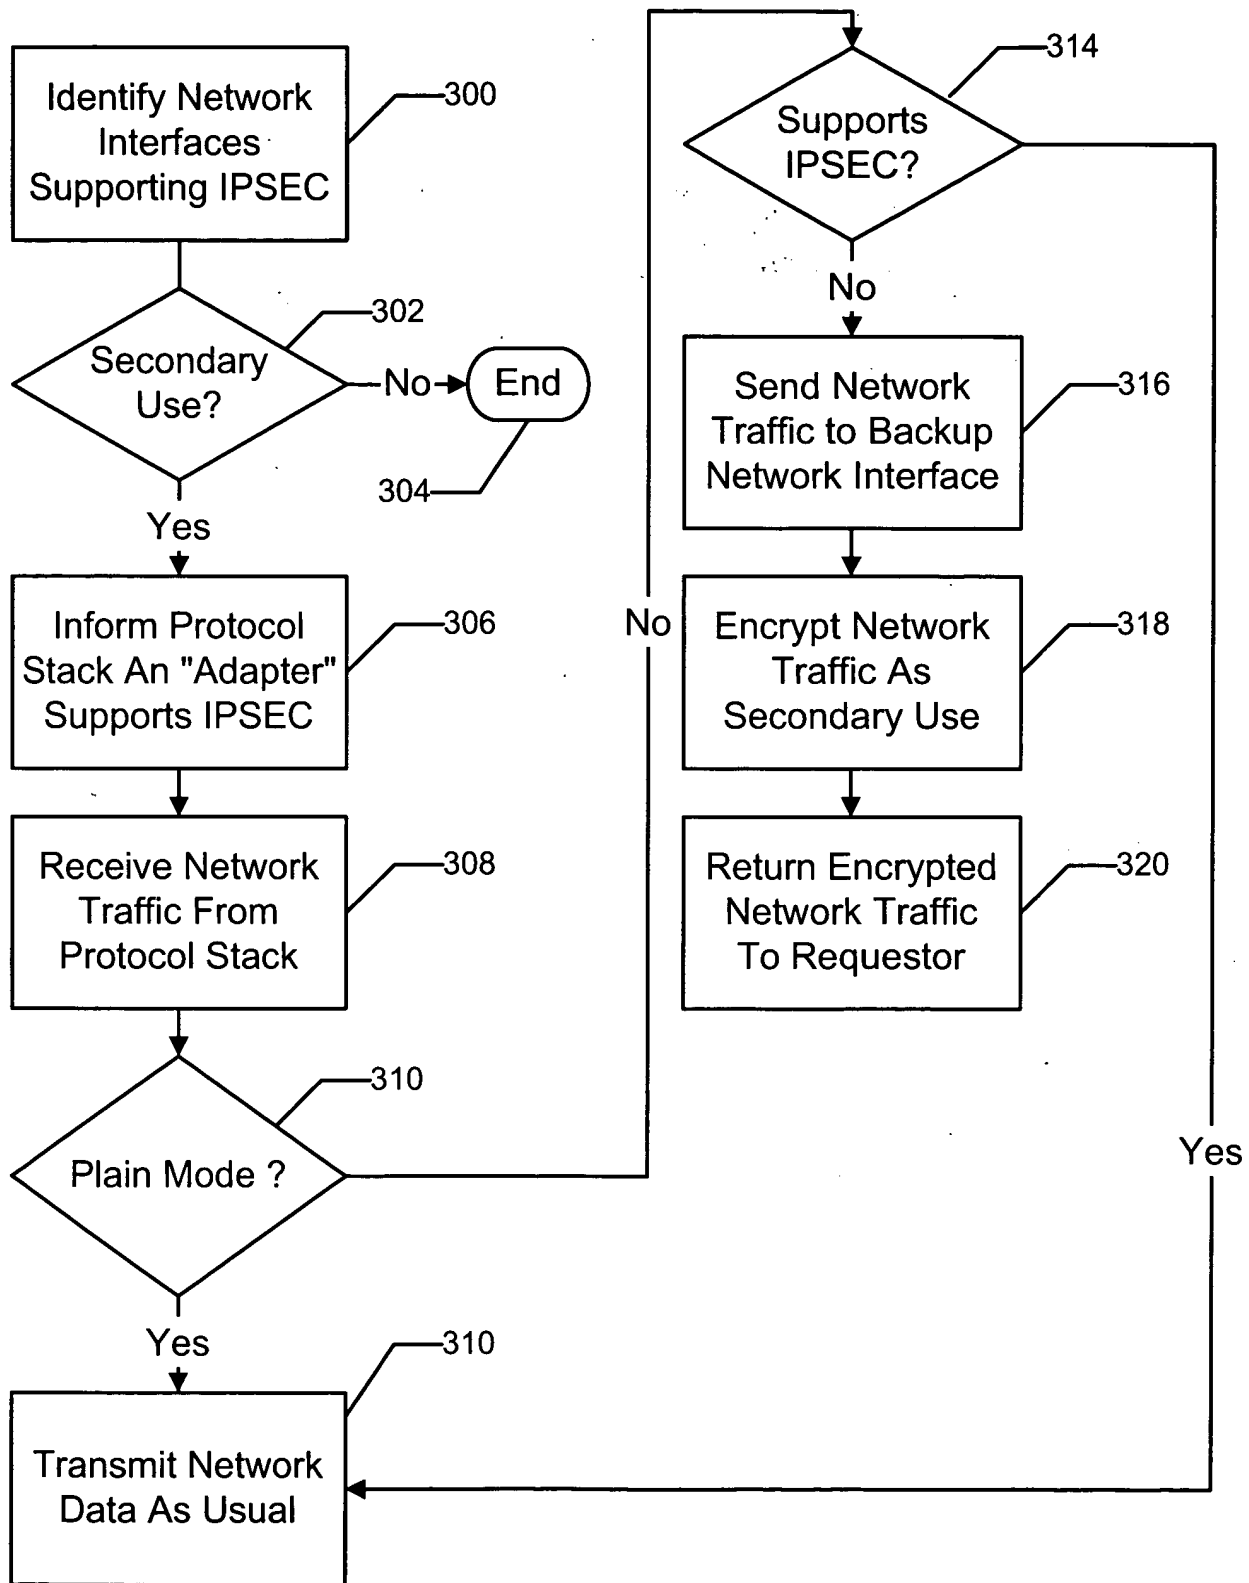 Identify Network
Interfaces
Supporting IPSEC
300
Secondary
Use?
302
No
End
304
Yes
Inform Protocol
Stack An "Adapter"
Supports IPSEC
306
Receive Network
Traffic From
Protocol Stack
308
Plain Mode ?
310
No
Yes
Transmit Network
Data As Usual
310
Supports
IPSEC?
314
No
Send Network
Traffic to Backup
Network Interface
316
Encrypt Network
Traffic As
Secondary Use
318
Return Encrypted
Network Traffic
To Requestor
320
Yes